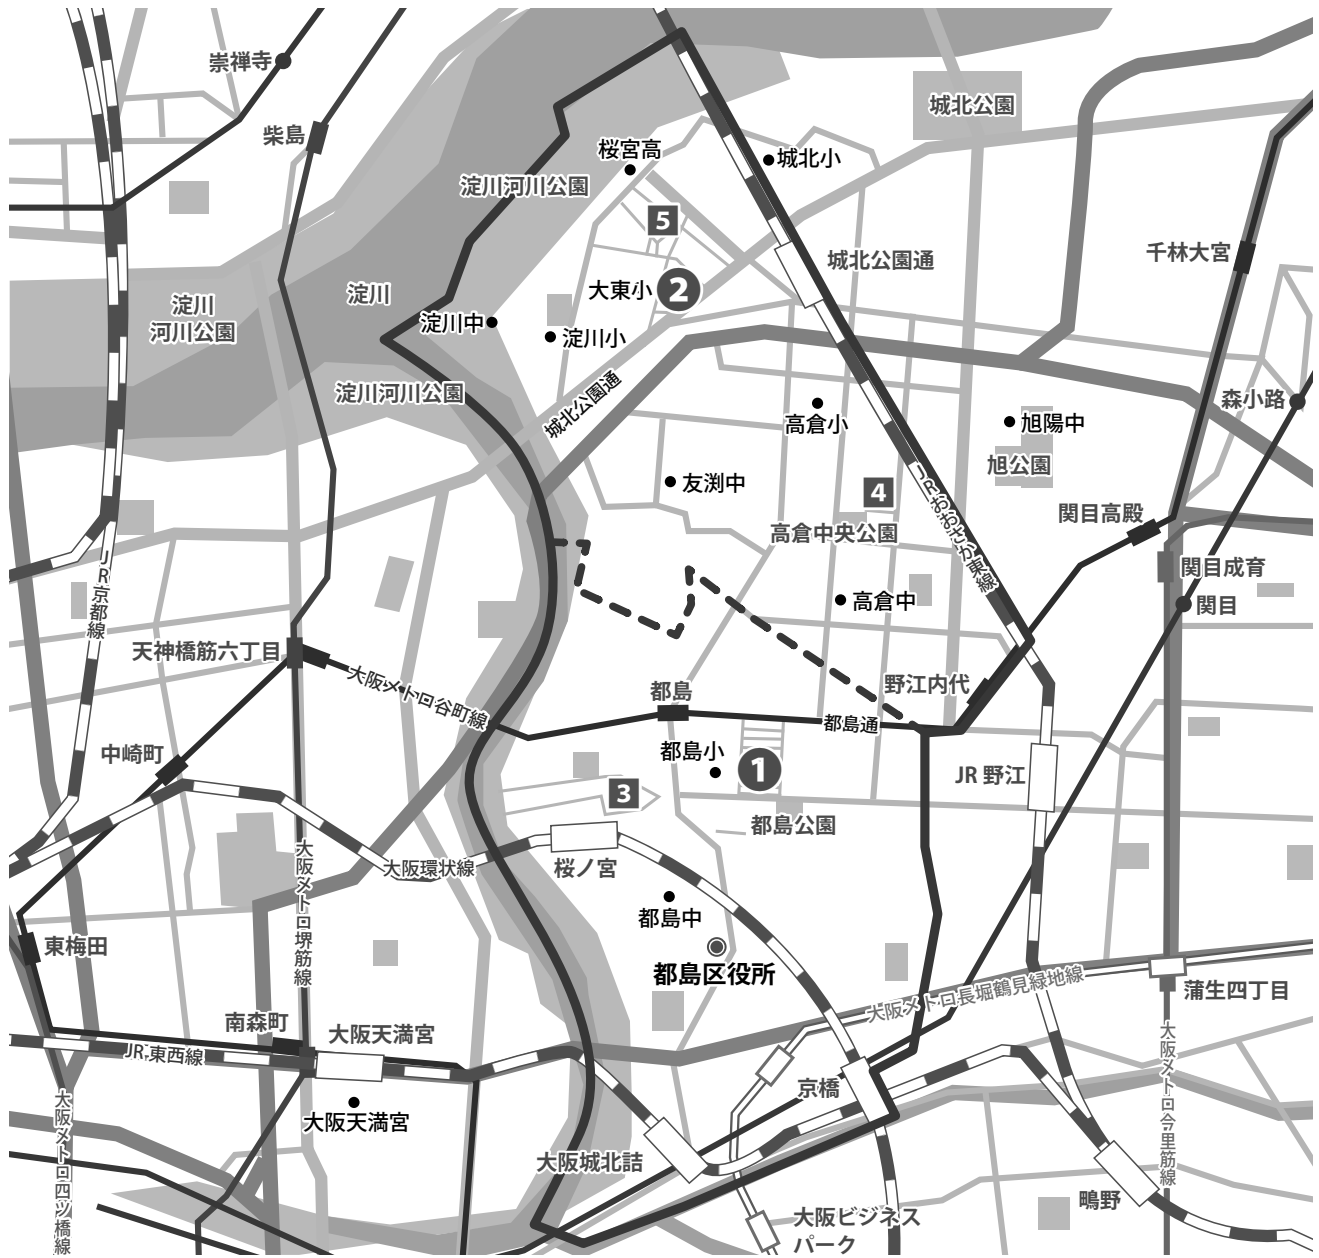 崇禅寺
柴島
城北公園
桜宮高
城北小
淀川河川公園
5
城北公園通
千林大宮
大東小
2
淀川
淀川
河川公園
淀川中
淀川小
淀川河川公園
城北公園通
高倉小
森小路
旭陽中
旭公園
友渕中
4
JRおおさか東線
高倉中央公園
関目高殿
関目成育
関目
JR京都線
高倉中
天神橋筋六丁目
大阪メトロ谷町線
都島
野江内代
都島通
中崎町
都島小
1
JR野江
3
都島公園
大阪環状線
桜ノ宮
大阪メトロ堺筋線
都島中
東梅田
都島区役所
大阪メトロ長堀鶴見緑地線
蒲生四丁目
南森町
大阪天満宮
JR東西線
大阪メトロ今里筋線
京橋
大阪天満宮
大阪メトロ四ツ橋線
大阪城北詰
鴫野
大阪ビジネス
パーク